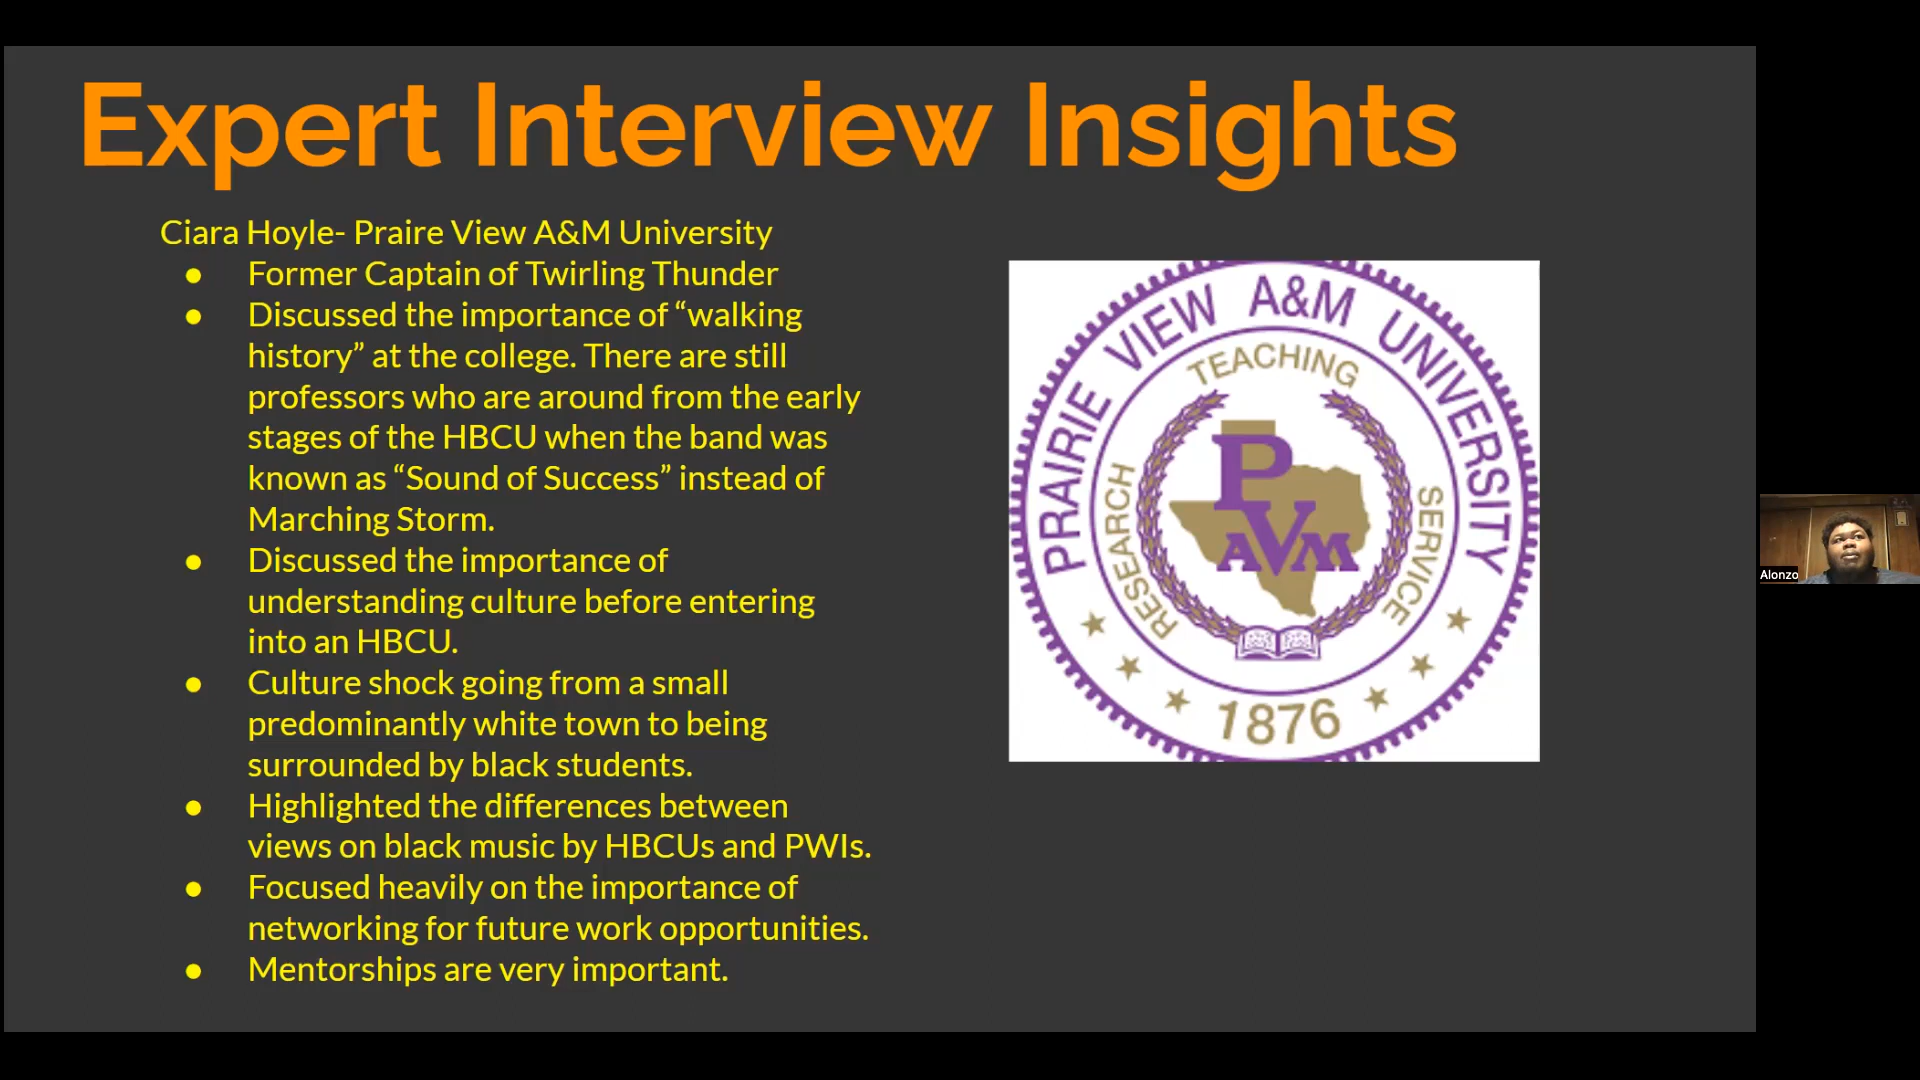 Expert Interview Insights
Ciara Hoyle- Praire View A&M University
● Former Captain of Twirling Thunder
● Discussed the importance of “walking
history” at the college. There are still
professors who are around from the early
stages of the HBCU when the band was
known as “Sound of Success” instead of
Marching Storm.
● Discussed the importance of
understanding culture before entering
into an HBCU.
● Culture shock going from a small
predominantly white town to being
surrounded by black students.
● Highlighted the differences between
views on black music by HBCUs and PWIs.
● Focused heavily on the importance of
networking for future work opportunities.
● Mentorships are very important.
PRAIRIE VIEW A&M UNIVERSITY
TEACHING
RESEARCH
SERVICE
P
V
AM
1876
Alonzo